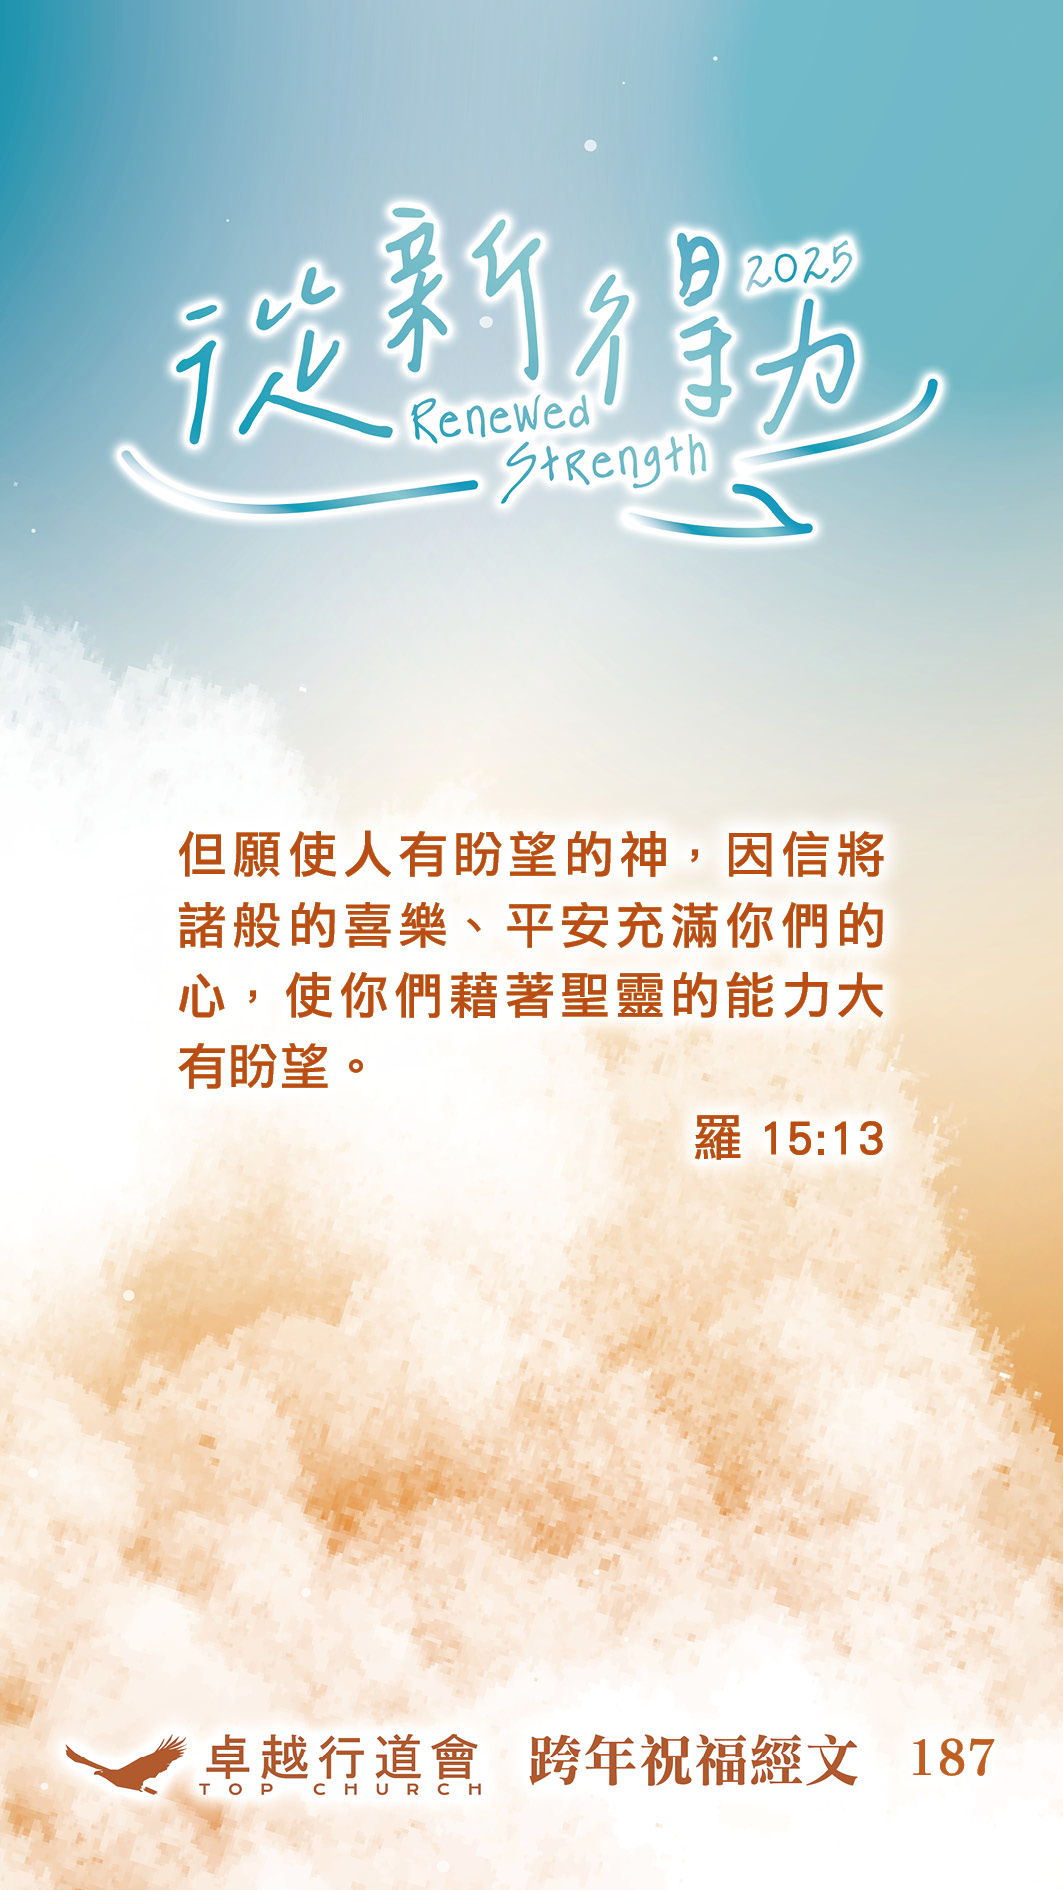 從新得力 2025
Renewed
Strength
但願使人有盼望的神，因信將
諸般的喜樂、平安充滿你們的
心，使你們藉著聖靈的能力大
有盼望。
羅 15:13
卓越行道會 跨年祝福經文 187
TOP CHURCH